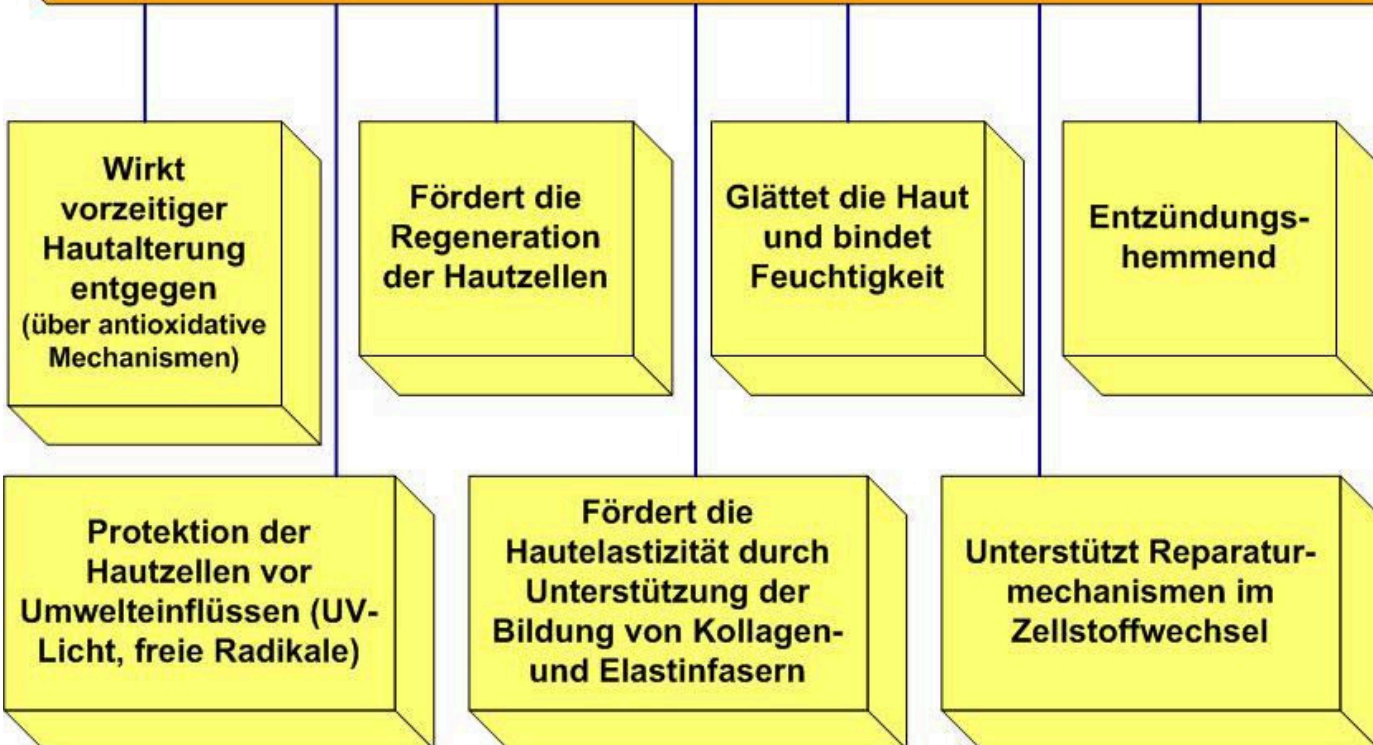 Wirkt
vorzeitiger
Hautalterung
entgegen
(über antioxidative
Mechanismen)
Fördert die
Regeneration
der Hautzellen
Glättet die Haut
und bindet
Feuchtigkeit
Entzündungs-
hemmend
Protektion der
Hautzellen vor
Umwelteinflüssen (UV-
Licht, freie Radikale)
Fördert die
Hautelastizität durch
Unterstützung der
Bildung von Kollagen-
und Elastinfasern
Unterstützt Reparatur-
mechanismen im
Zellstoffwechsel